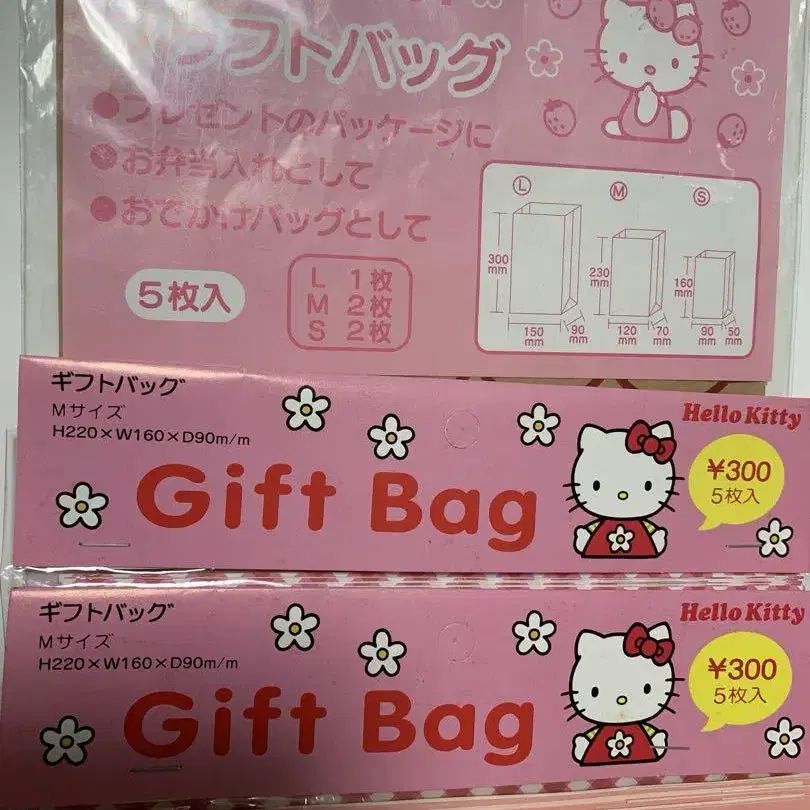 ギフトバッグ
●プレゼントのパッケージに
●お弁当入れとして
●おでかけバッグとして
5枚入
L 1枚
M 2枚
S 2枚
L
M
S
300
mm
230
mm
160
mm
150
mm
90
mm
120
mm
70
mm
90
mm
50
mm
ギフトバッグ
Mサイズ
H220×W160×D90m/m
Gift Bag
Hello Kitty
¥300
5枚入
ギフトバッグ
Mサイズ
H220×W160×D90m/m
Gift Bag
Hello Kitty
¥300
5枚入